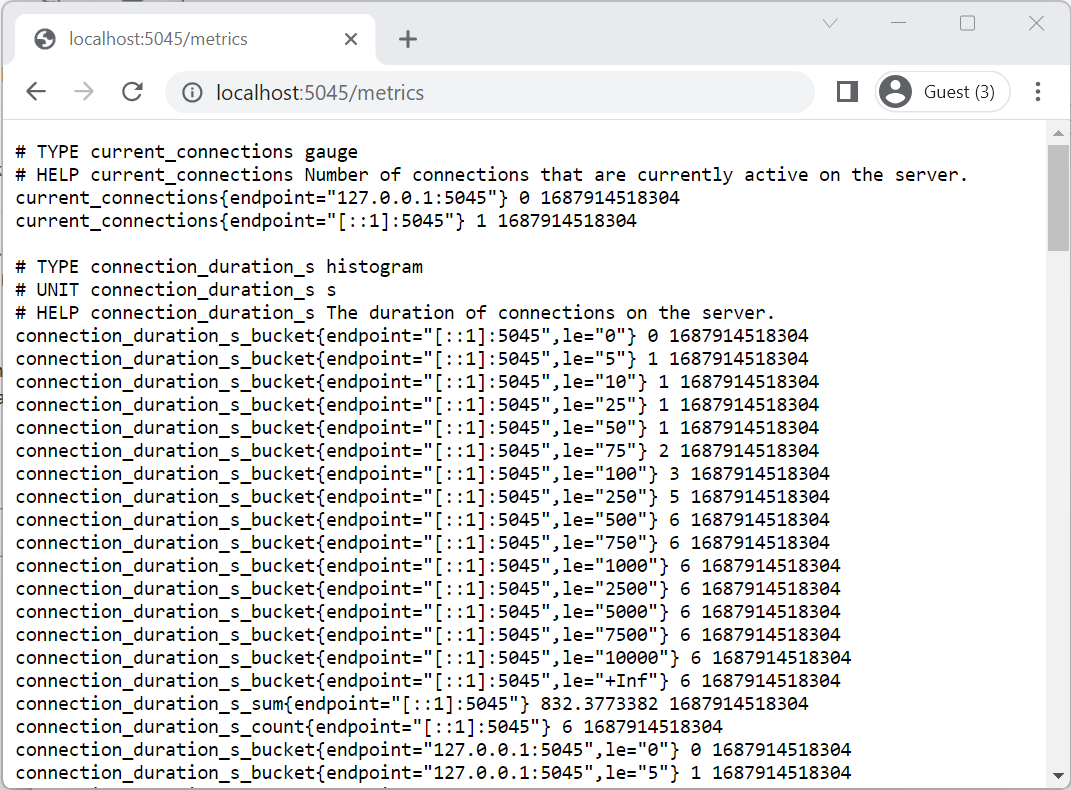 localhost:5045/metrics
localhost:5045/metrics
Guest (3)
# TYPE current_connections gauge
# HELP current_connections Number of connections that are currently active on the server.
current_connections{endpoint="127.0.0.1:5045"} 0 1687914518304
current_connections{endpoint="[::1]:5045"} 1 1687914518304
# TYPE connection_duration_s histogram
# UNIT connection_duration_s s
# HELP connection_duration_s The duration of connections on the server.
connection_duration_s_bucket{endpoint="[::1]:5045",le="0"} 0 1687914518304
connection_duration_s_bucket{endpoint="[::1]:5045",le="5"} 1 1687914518304
connection_duration_s_bucket{endpoint="[::1]:5045",le="10"} 1 1687914518304
connection_duration_s_bucket{endpoint="[::1]:5045",le="25"} 1 1687914518304
connection_duration_s_bucket{endpoint="[::1]:5045",le="50"} 1 1687914518304
connection_duration_s_bucket{endpoint="[::1]:5045",le="75"} 2 1687914518304
connection_duration_s_bucket{endpoint="[::1]:5045",le="100"} 3 1687914518304
connection_duration_s_bucket{endpoint="[::1]:5045",le="250"} 5 1687914518304
connection_duration_s_bucket{endpoint="[::1]:5045",le="500"} 6 1687914518304
connection_duration_s_bucket{endpoint="[::1]:5045",le="750"} 6 1687914518304
connection_duration_s_bucket{endpoint="[::1]:5045",le="1000"} 6 1687914518304
connection_duration_s_bucket{endpoint="[::1]:5045",le="2500"} 6 1687914518304
connection_duration_s_bucket{endpoint="[::1]:5045",le="5000"} 6 1687914518304
connection_duration_s_bucket{endpoint="[::1]:5045",le="7500"} 6 1687914518304
connection_duration_s_bucket{endpoint="[::1]:5045",le="10000"} 6 1687914518304
connection_duration_s_bucket{endpoint="[::1]:5045",le="+Inf"} 6 1687914518304
connection_duration_s_sum{endpoint="[::1]:5045"} 832.3773382 1687914518304
connection_duration_s_count{endpoint="[::1]:5045"} 6 1687914518304
connection_duration_s_bucket{endpoint="127.0.0.1:5045",le="0"} 0 1687914518304
connection_duration_s_bucket{endpoint="127.0.0.1:5045",le="5"} 1 1687914518304